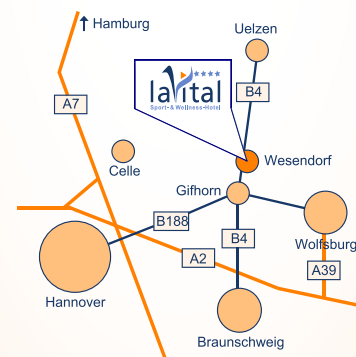 Uelzen
Hamburg
laVital
Sport- & Wellness-Hotel
B4
A7
Wesendorf
Celle
Gifhorn
B188
B4
Wolfsburg
A2
A39
Hannover
Braunschweig